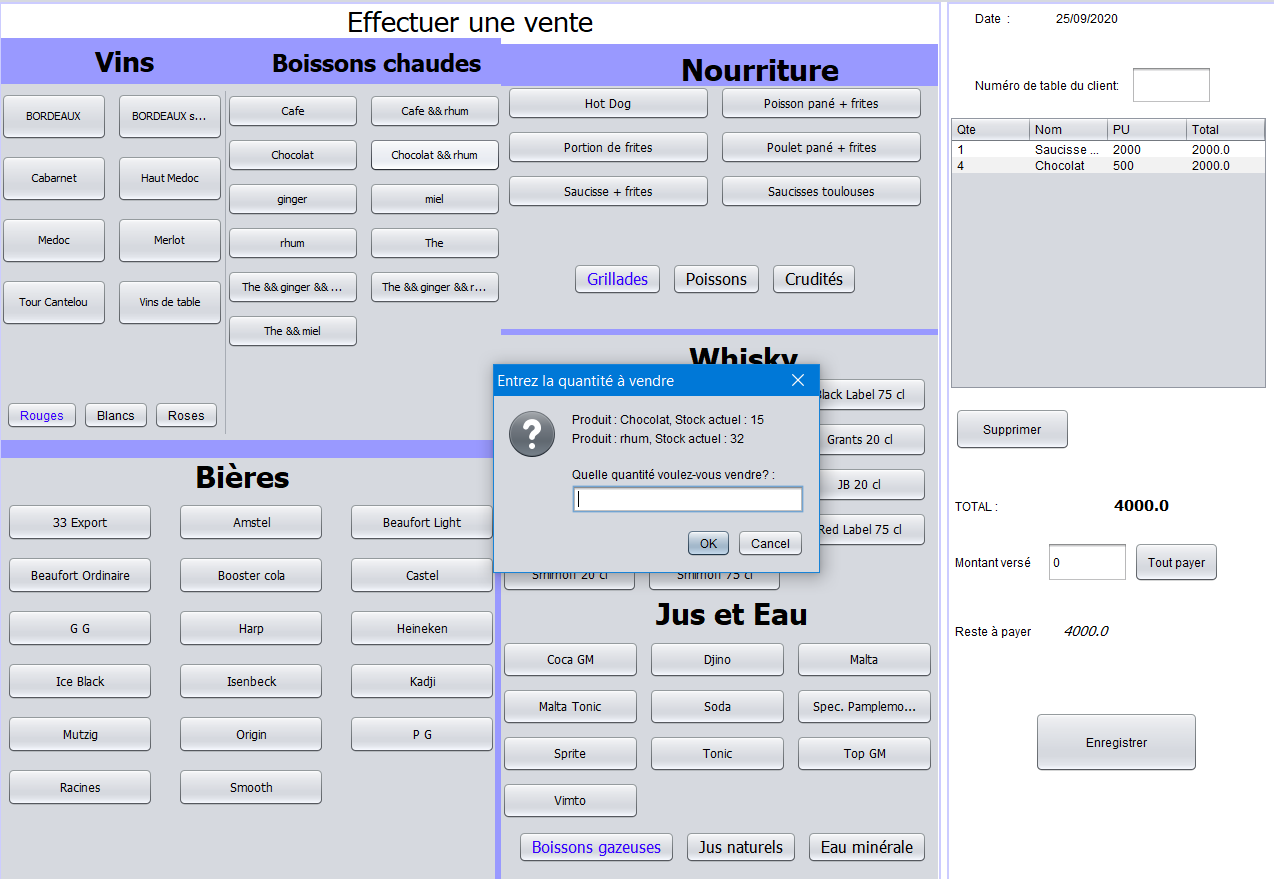 Effectuer une vente
Vins
Boissons chaudes
BORDEAUX
BORDEAUX s...
Cabarnet
Haut Medoc
Medoc
Merlot
Tour Cantelou
Vins de table
Rouges
Blancs
Roses
Cafe
Cafe && rhum
Chocolat
Chocolat && rhum
ginger
miel
rhum
The
The && ginger && ...
The && ginger && r...
The && miel
Nourriture
Hot Dog
Poisson pané + frites
Portion de frites
Poulet pané + frites
Saucisse + frites
Saucisses toulouses
Grillades
Poissons
Crudités
Whisky
Black Label 75 cl
Grants 20 cl
JB 20 cl
Red Label 75 cl
Smirnoff 20 cl
Smirnoff 75 cl
Entrez la quantité à vendre
Produit : Chocolat, Stock actuel : 15
Produit : rhum, Stock actuel : 32
Quelle quantité voulez-vous vendre? :
OK
Cancel
Bières
33 Export
Amstel
Beaufort Light
Beaufort Ordinaire
Booster cola
Castel
G G
Harp
Heineken
Ice Black
Isenbeck
Kadji
Mutzig
Origin
P G
Racines
Smooth
Jus et Eau
Coca GM
Djino
Malta
Malta Tonic
Soda
Spec. Pamplemo...
Sprite
Tonic
Top GM
Vimto
Boissons gazeuses
Jus naturels
Eau minérale
Date : 25/09/2020
Numéro de table du client:
Qte Nom PU Total
1 Saucisse ... 2000 2000.0
4 Chocolat 500 2000.0
Supprimer
TOTAL : 4000.0
Montant versé 0 Tout payer
Reste à payer 4000.0
Enregistrer